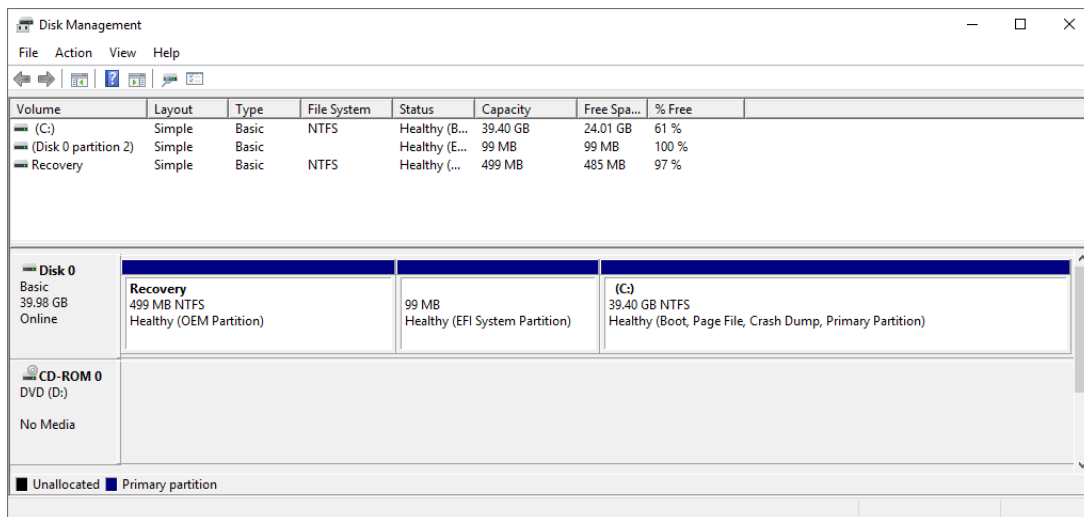 Disk Management
File Action View Help
Volume Layout Type File System Status Capacity Free Spa... % Free
(C:) Simple Basic NTFS Healthy (B... 39.40 GB 24.01 GB 61 %
(Disk 0 partition 2) Simple Basic Healthy (E... 99 MB 99 MB 100 %
Recovery Simple Basic NTFS Healthy (... 499 MB 485 MB 97 %
Disk 0
Basic
39.98 GB
Online
Recovery
499 MB NTFS
Healthy (OEM Partition)
99 MB
Healthy (EFI System Partition)
(C:)
39.40 GB NTFS
Healthy (Boot, Page File, Crash Dump, Primary Partition)
CD-ROM 0
DVD (D:)
No Media
Unallocated Primary partition